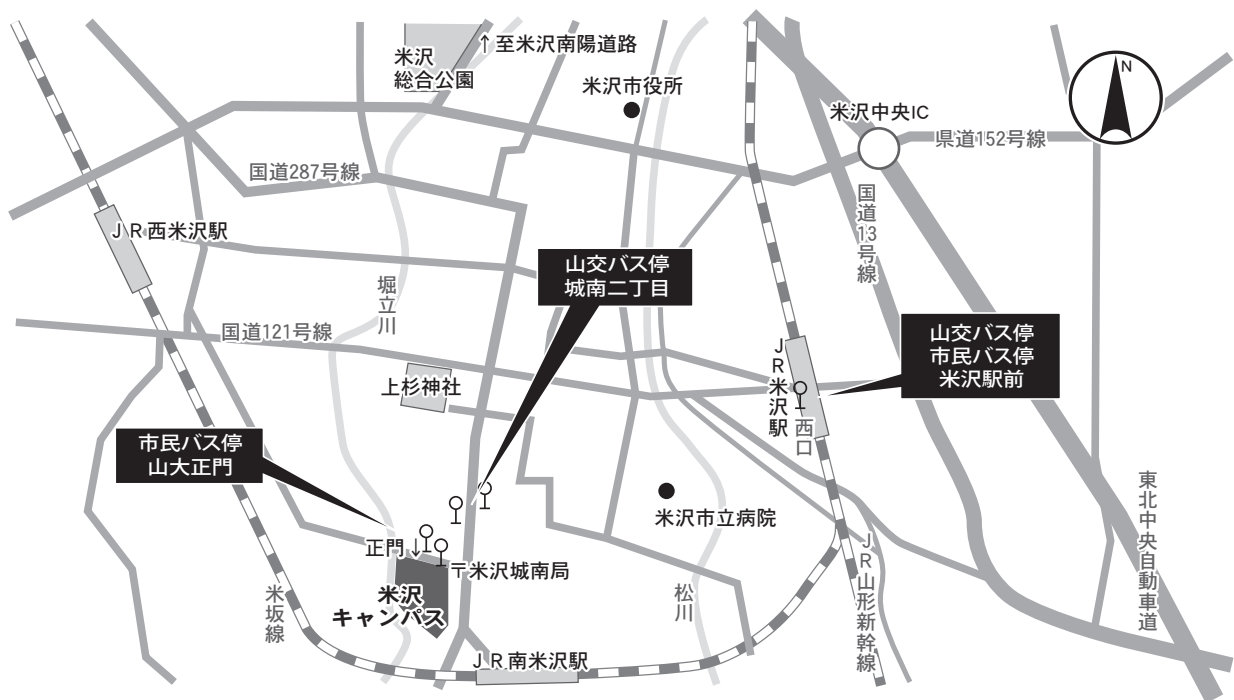 米沢
総合公園
↑至米沢南陽道路
米沢市役所
N
米沢中央IC
県道152号線
国道287号線
国道13号線
JR西米沢駅
山交バス停
城南二丁目
堀立川
国道121号線
山交バス停
市民バス停
米沢駅前
JR米沢駅
西口
上杉神社
市民バス停
山大正門
米沢市立病院
東北中央自動車道
正門↓
〒米沢城南局
米沢
キャンパス
米坂線
松川
JR山形新幹線
JR南米沢駅